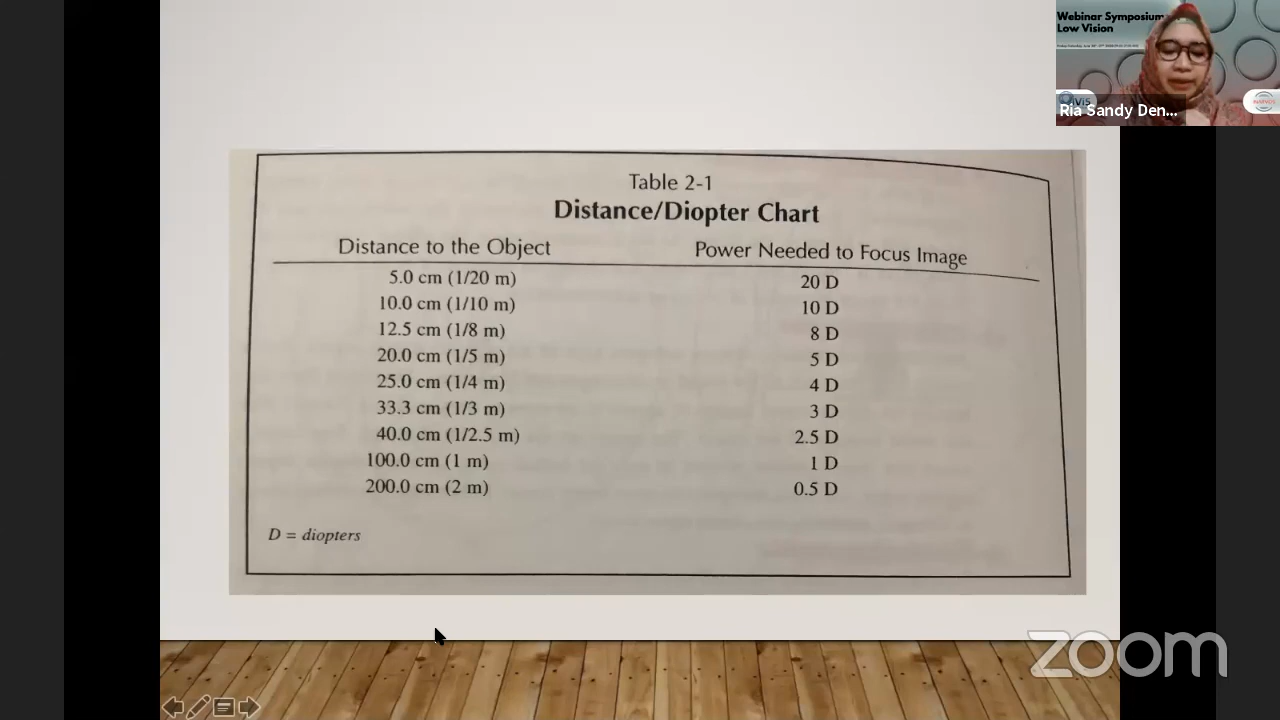 Webinar Symposium
Low Vision
Ria Sandy Den...
Table 2-1
Distance/Diopter Chart
Distance to the Object Power Needed to Focus Image
5.0 cm (1/20 m) 20 D
10.0 cm (1/10 m) 10 D
12.5 cm (1/8 m) 8 D
20.0 cm (1/5 m) 5 D
25.0 cm (1/4 m) 4 D
33.3 cm (1/3 m) 3 D
40.0 cm (1/2.5 m) 2.5 D
100.0 cm (1 m) 1 D
200.0 cm (2 m) 0.5 D
D = diopters
zoom